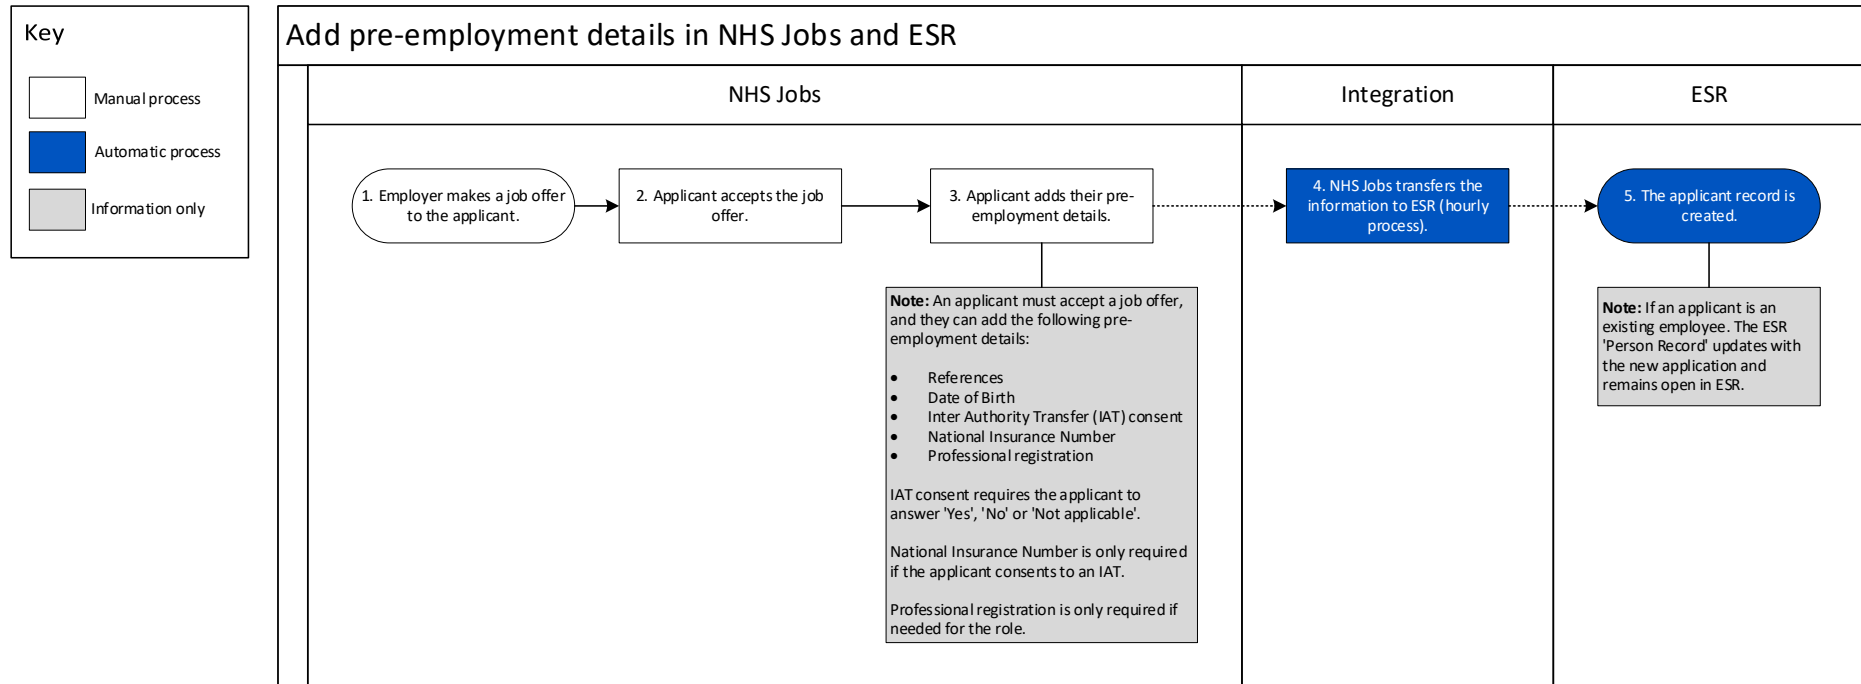 Key
Manual process
Automatic process
Information only
Add pre-employment details in NHS Jobs and ESR
NHS Jobs
Integration
ESR
1. Employer makes a job offer
to the applicant.
2. Applicant accepts the job
offer.
3. Applicant adds their pre-
employment details.
4. NHS Jobs transfers the
information to ESR (hourly
process).
5. The applicant record is
created.
Note: An applicant must accept a job offer,
and they can add the following pre-
employment details:
• References
• Date of Birth
• Inter Authority Transfer (IAT) consent
• National Insurance Number
• Professional registration
IAT consent requires the applicant to
answer 'Yes', 'No' or 'Not applicable'.
National Insurance Number is only required
if the applicant consents to an IAT.
Professional registration is only required if
needed for the role.
Note: If an applicant is an
existing employee. The ESR
'Person Record' updates with
the new application and
remains open in ESR.